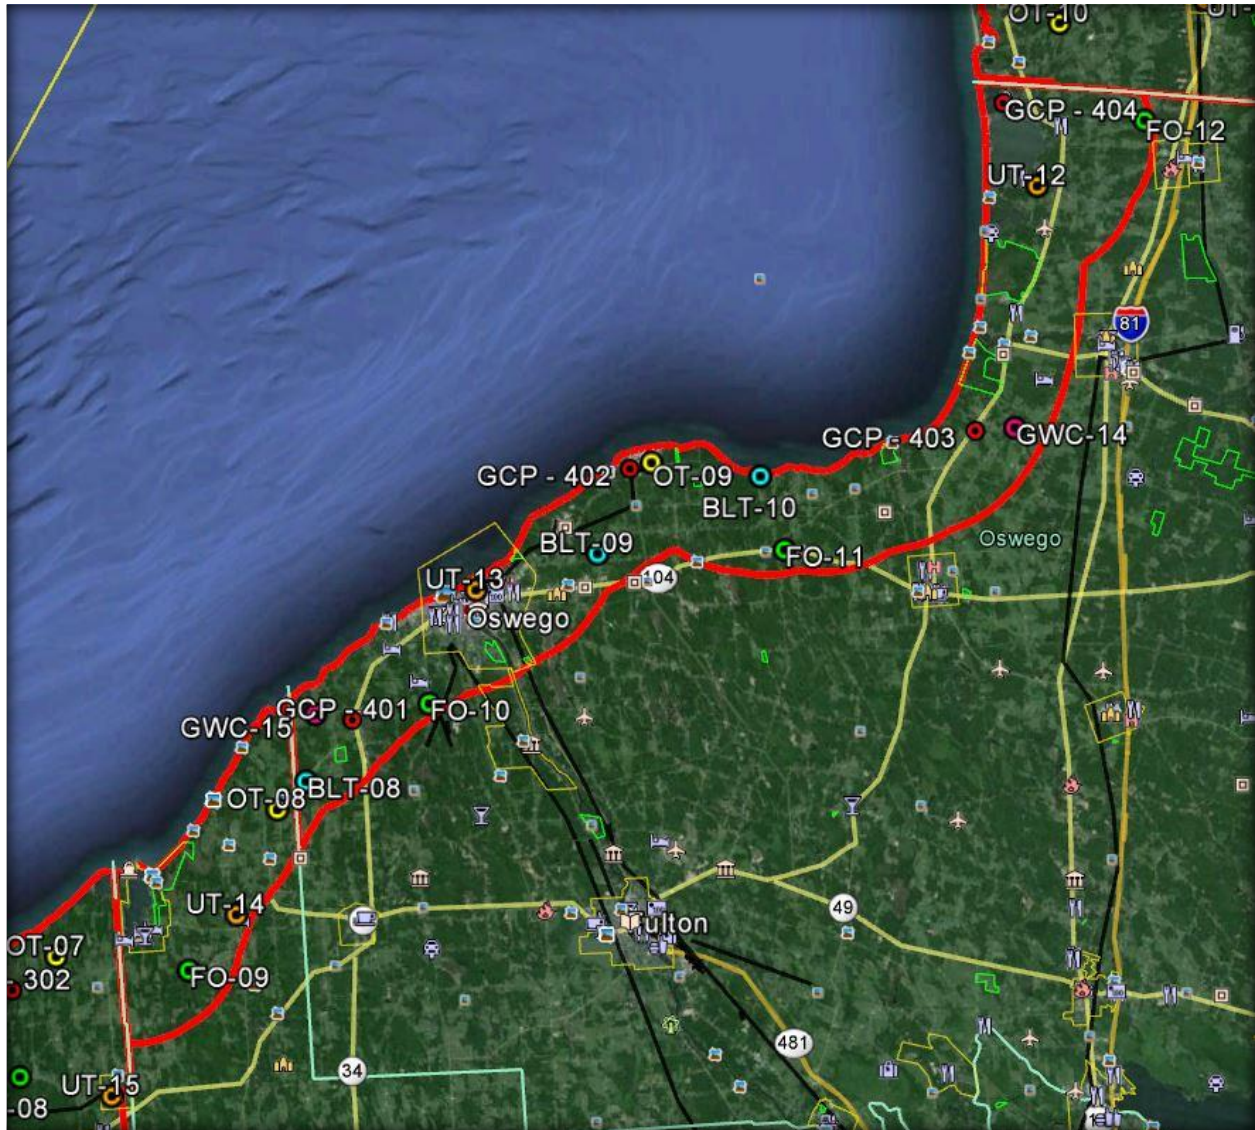 OT-10
UT-
GCP - 404
FO-12
UT-12
81
GCP - 403
GWC-14
GCP - 402
OT-09
BLT-10
BLT-09
FO-11
Oswego
UT-13
104
Oswego
GCP - 401
FO-10
GWC-15
BLT-08
OT-08
UT-14
49
ulton
OT-07
302
FO-09
481
34
UT-15
-08